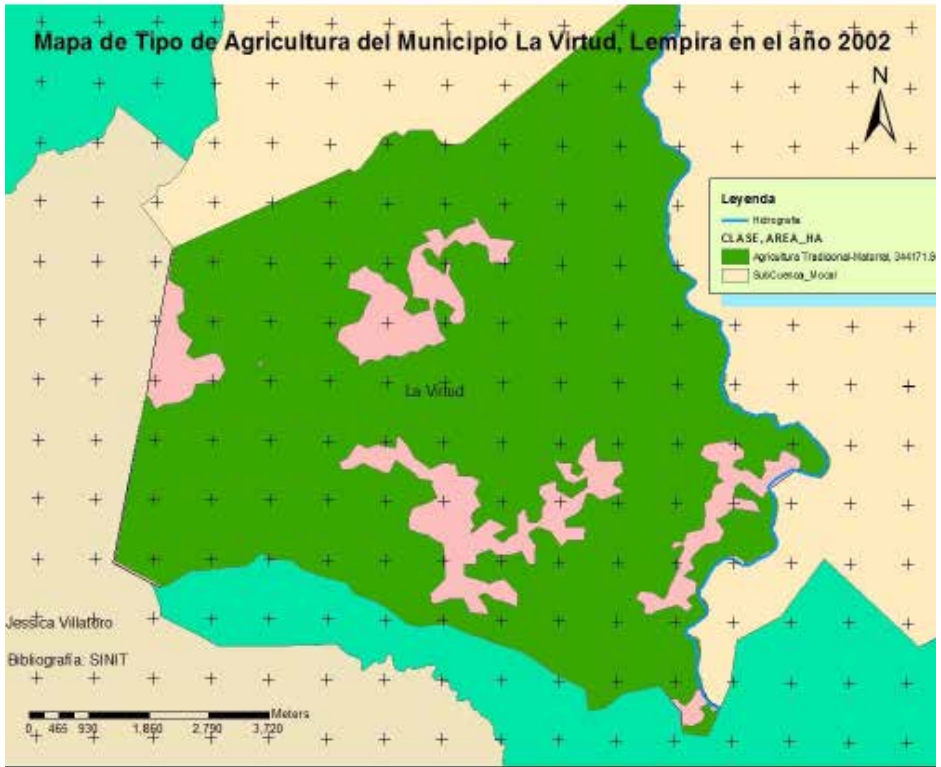 Mapa de Tipo de Agricultura del Municipio La Virtud, Lempira en el año 2002
N
Leyenda
Hidrografia
CLASE, AREA_HA
Agricultura Tradicional-Matorral, 344171.9
SubCuenca_Mocal
La Virtud
Jessica Villatoro
Bibliografía: SINIT
Meters
0 465 930 1,860 2,790 3,720